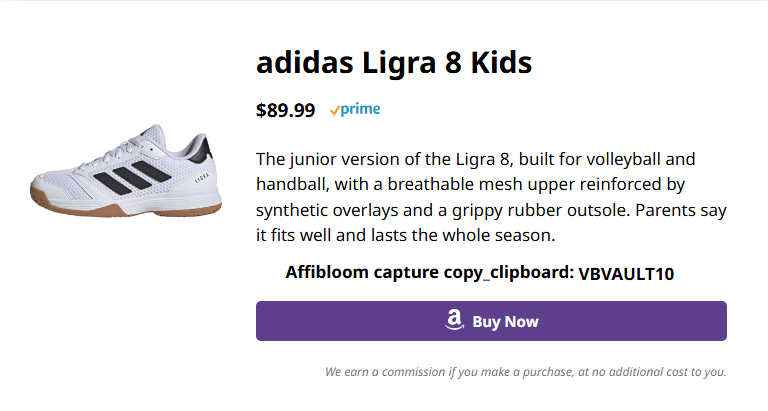 adidas Ligra 8 Kids
$89.99 prime
The junior version of the Ligra 8, built for volleyball and
handball, with a breathable mesh upper reinforced by
synthetic overlays and a grippy rubber outsole. Parents say
it fits well and lasts the whole season.
LIGRA
Affibloom capture copy_clipboard: VBVAULT10
a Buy Now
We earn a commission if you make a purchase, at no additional cost to you.